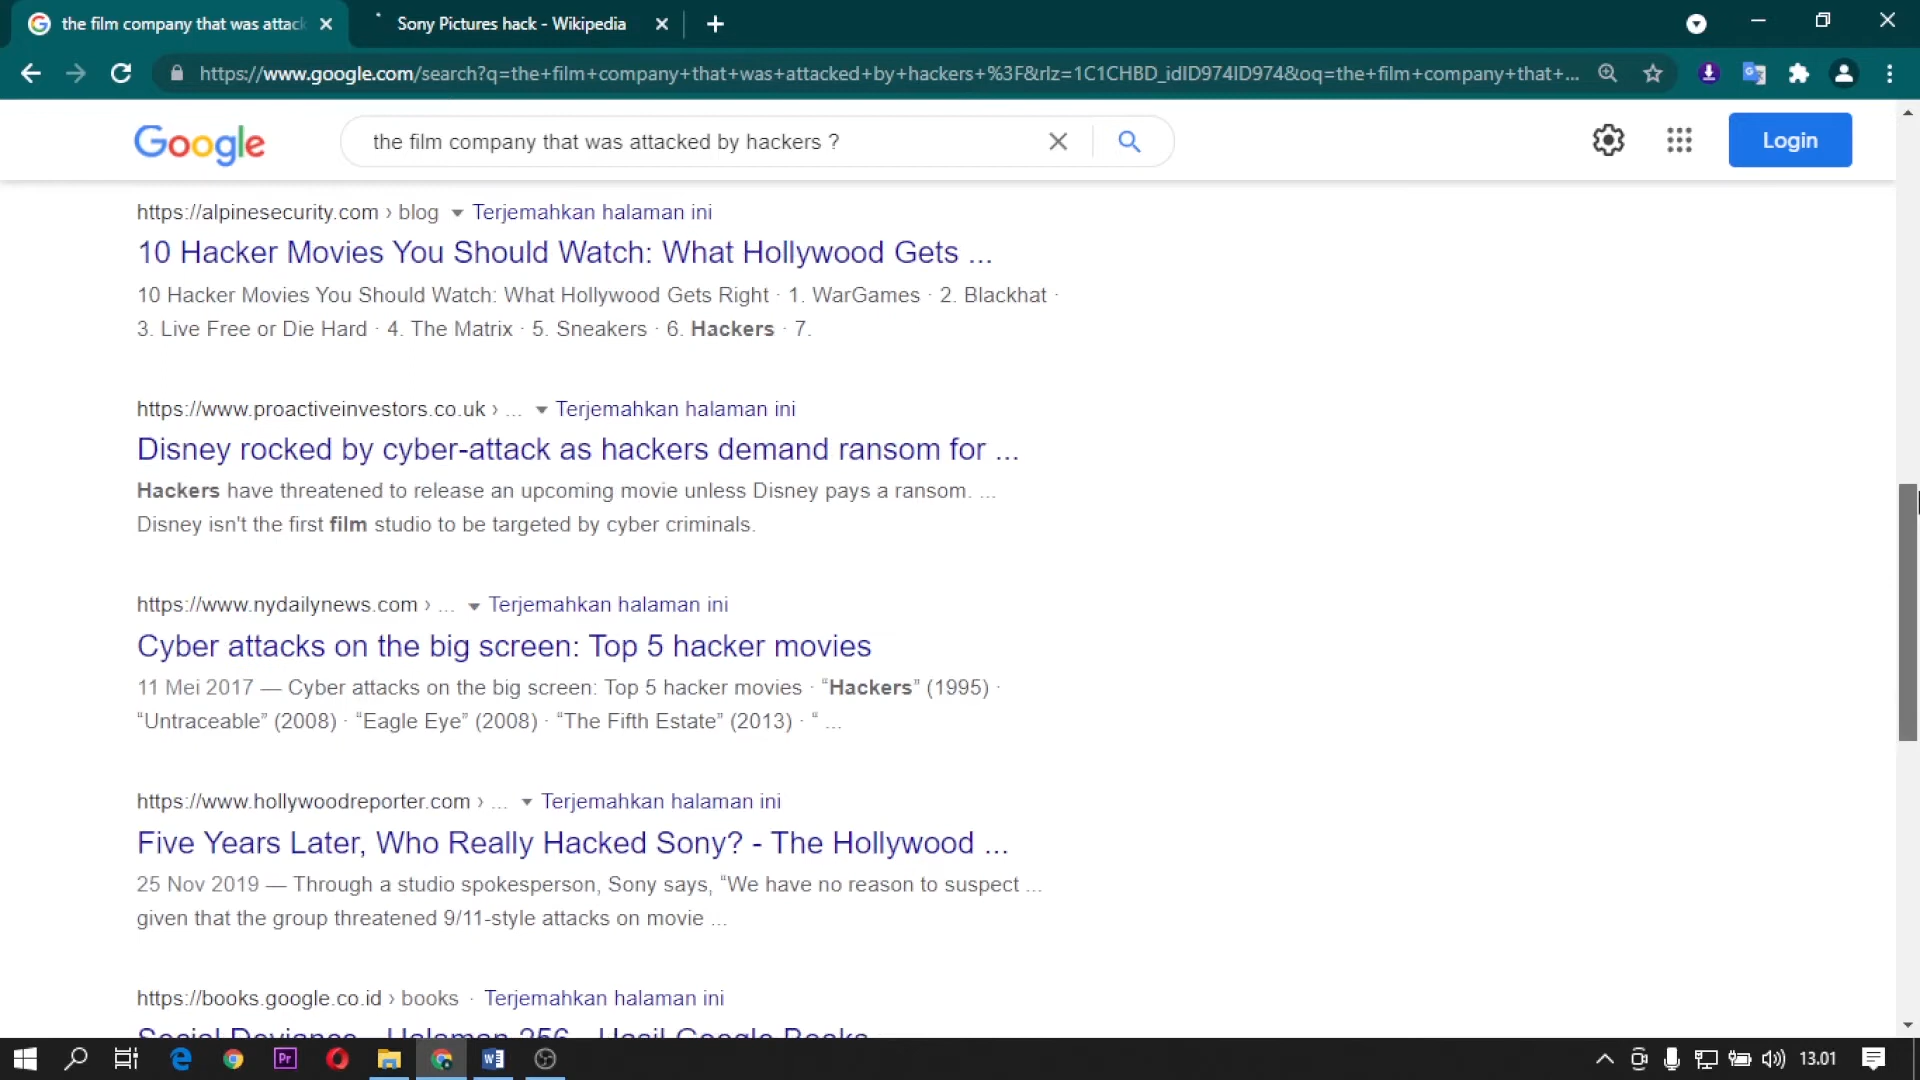 the film company that was attack
Sony Pictures hack - Wikipedia
https://www.google.com/search?q=the+film+company+that+was+attacked+by+hackers+%3F&rlz=1C1CHBD_idID974ID974&oq=the+film+company+that+...
Google
the film company that was attacked by hackers ?
Login
https://alpinesecurity.com › blog Terjemahkan halaman ini
10 Hacker Movies You Should Watch: What Hollywood Gets ...
10 Hacker Movies You Should Watch: What Hollywood Gets Right · 1. WarGames · 2. Blackhat ·
3. Live Free or Die Hard · 4. The Matrix · 5. Sneakers · 6. Hackers · 7.
https://www.proactiveinvestors.co.uk › ... Terjemahkan halaman ini
Disney rocked by cyber-attack as hackers demand ransom for ...
Hackers have threatened to release an upcoming movie unless Disney pays a ransom. ...
Disney isn't the first film studio to be targeted by cyber criminals.
https://www.nydailynews.com › ... Terjemahkan halaman ini
Cyber attacks on the big screen: Top 5 hacker movies
11 Mei 2017 — Cyber attacks on the big screen: Top 5 hacker movies · “Hackers” (1995) ·
“Untraceable” (2008) · “Eagle Eye” (2008) · “The Fifth Estate” (2013) · “ ...
https://www.hollywoodreporter.com › ... Terjemahkan halaman ini
Five Years Later, Who Really Hacked Sony? - The Hollywood ...
25 Nov 2019 — Through a studio spokesperson, Sony says, “We have no reason to suspect ...
given that the group threatened 9/11-style attacks on movie ...
https://books.google.co.id › books · Terjemahkan halaman ini
Social Deviance - Halaman 256 - Hasil Google Books
Pr
13.01